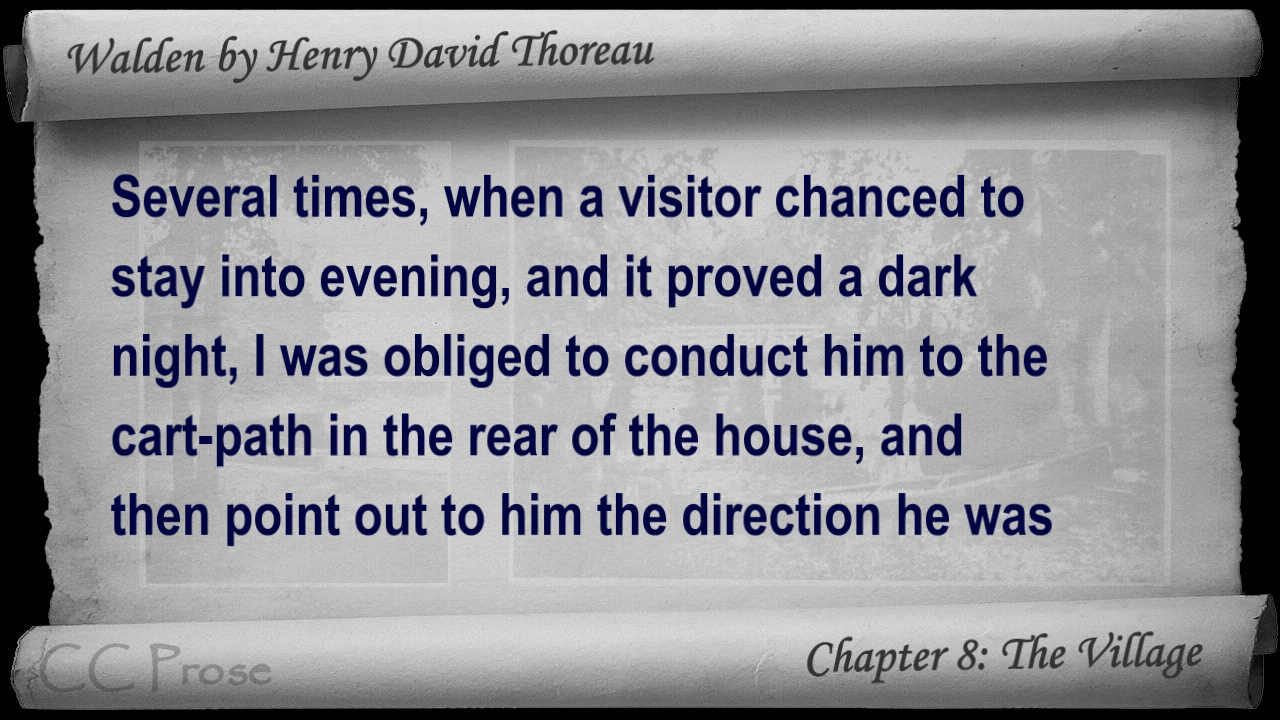 Walden by Henry David Thoreau
Several times, when a visitor chanced to
stay into evening, and it proved a dark
night, I was obliged to conduct him to the
cart-path in the rear of the house, and
then point out to him the direction he was
CC Prose
Chapter 8: The Village